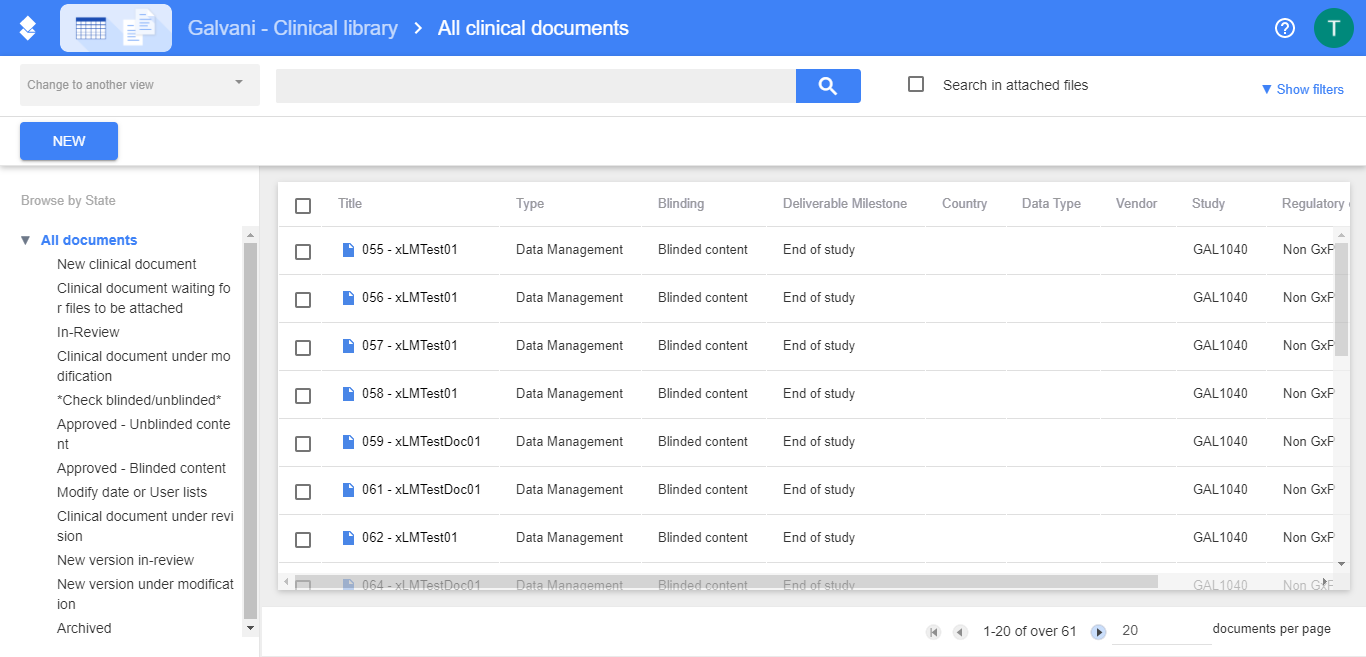 Galvani - Clinical library > All clinical documents
T
Change to another view
Search in attached files
▼ Show filters
NEW
Browse by State
▼ All documents
New clinical document
Clinical document waiting fo
r files to be attached
In-Review
Clinical document under mo
dification
*Check blinded/unblinded*
Approved - Unblinded conte
nt
Approved - Blinded content
Modify date or User lists
Clinical document under revi
sion
New version in-review
New version under modificat
ion
Archived
Title Type Blinding Deliverable Milestone Country Data Type Vendor Study Regulatory
055 - xLMTest01 Data Management Blinded content End of study GAL1040 Non GxP
056 - xLMTest01 Data Management Blinded content End of study GAL1040 Non GxP
057 - xLMTest01 Data Management Blinded content End of study GAL1040 Non GxP
058 - xLMTest01 Data Management Blinded content End of study GAL1040 Non GxP
059 - xLMTestDoc01 Data Management Blinded content End of study GAL1040 Non GxP
061 - xLMTestDoc01 Data Management Blinded content End of study GAL1040 Non GxP
062 - xLMTest01 Data Management Blinded content End of study GAL1040 Non GxP
064 - xLMTestDoc01 Data Management Blinded content End of study GAL1040 Non GxP
1-20 of over 61 20 documents per page